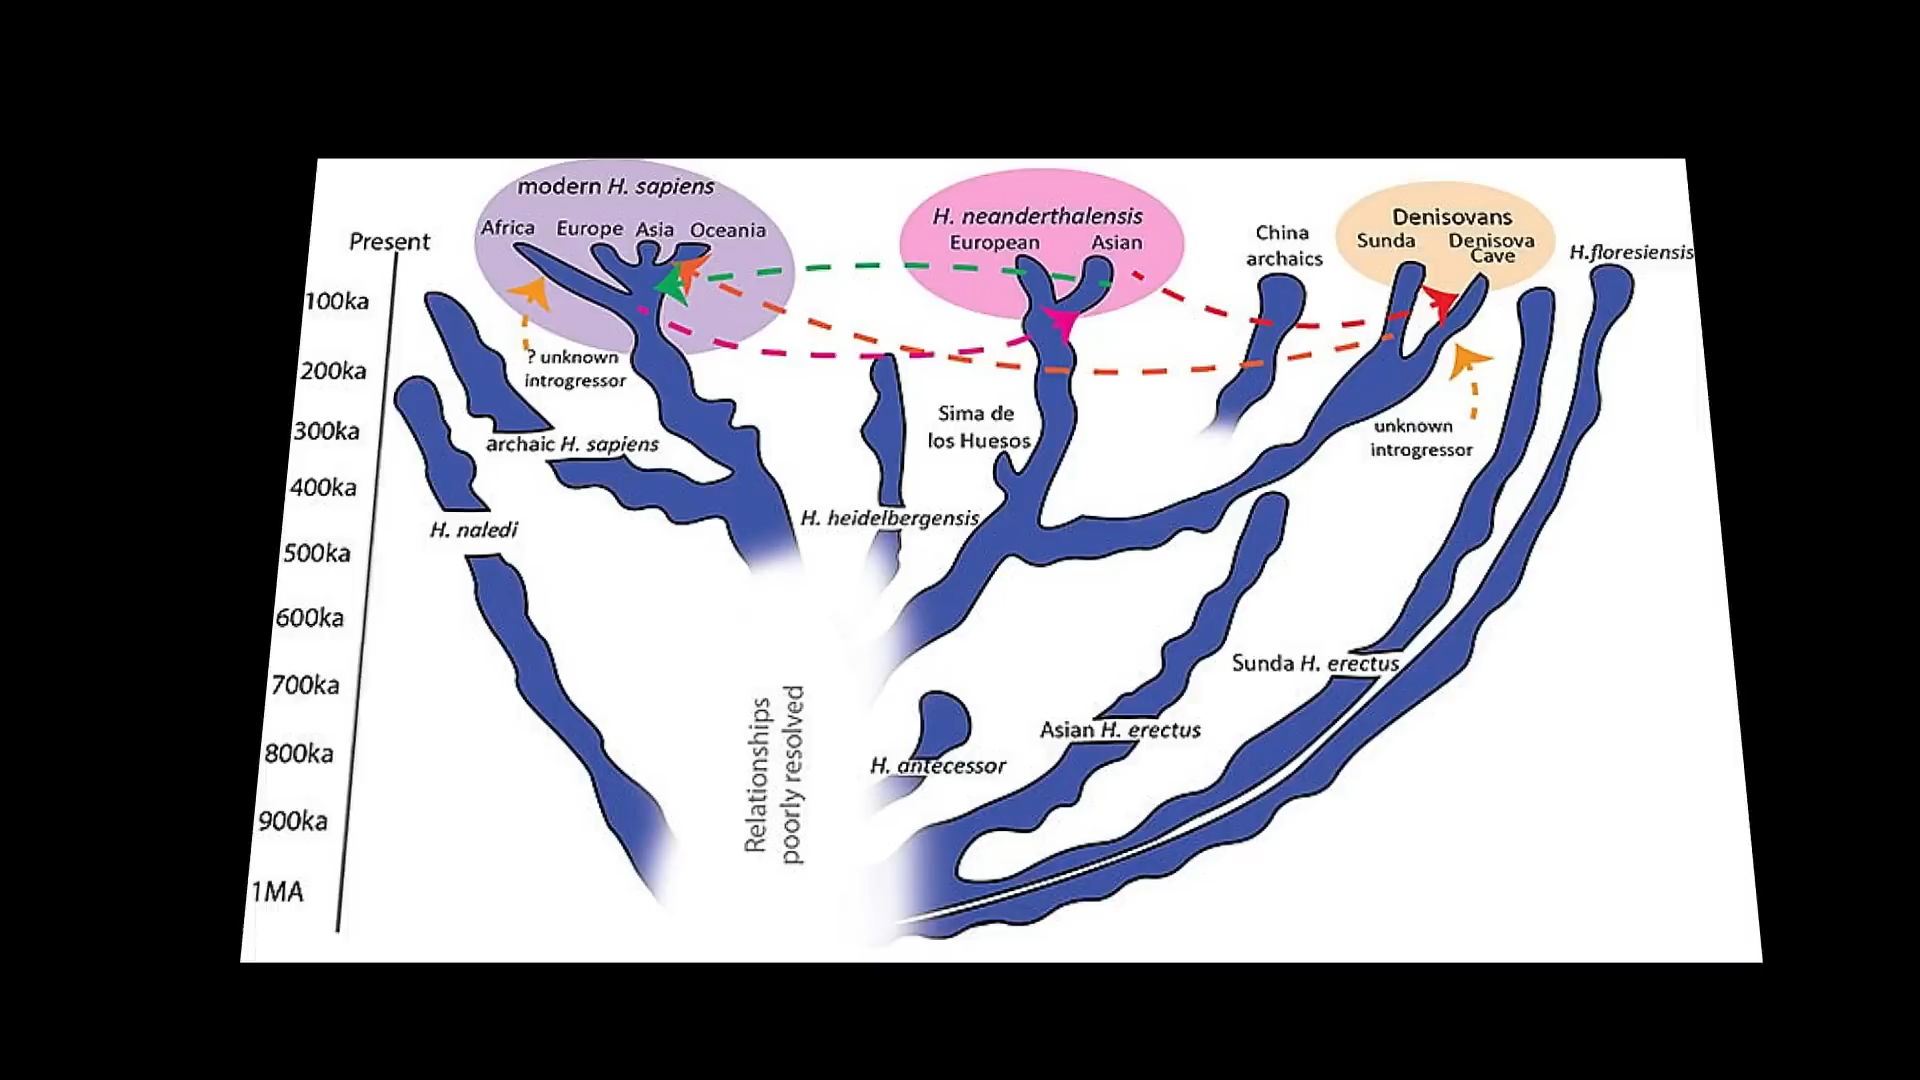 modern H. sapiens
Africa Europe Asia Oceania
H. neanderthalensis
European Asian
China
archaics
Denisovans
Sunda Denisova
Cave
H.floresiensis
Present
100ka
200ka
300ka
400ka
500ka
600ka
700ka
800ka
900ka
1MA
? unknown
introgressor
archaic H. sapiens
H. naledi
Sima de
los Huesos
H. heidelbergensis
unknown
introgressor
Sunda H. erectus
Asian H. erectus
H. antecessor
Relationships
poorly resolved